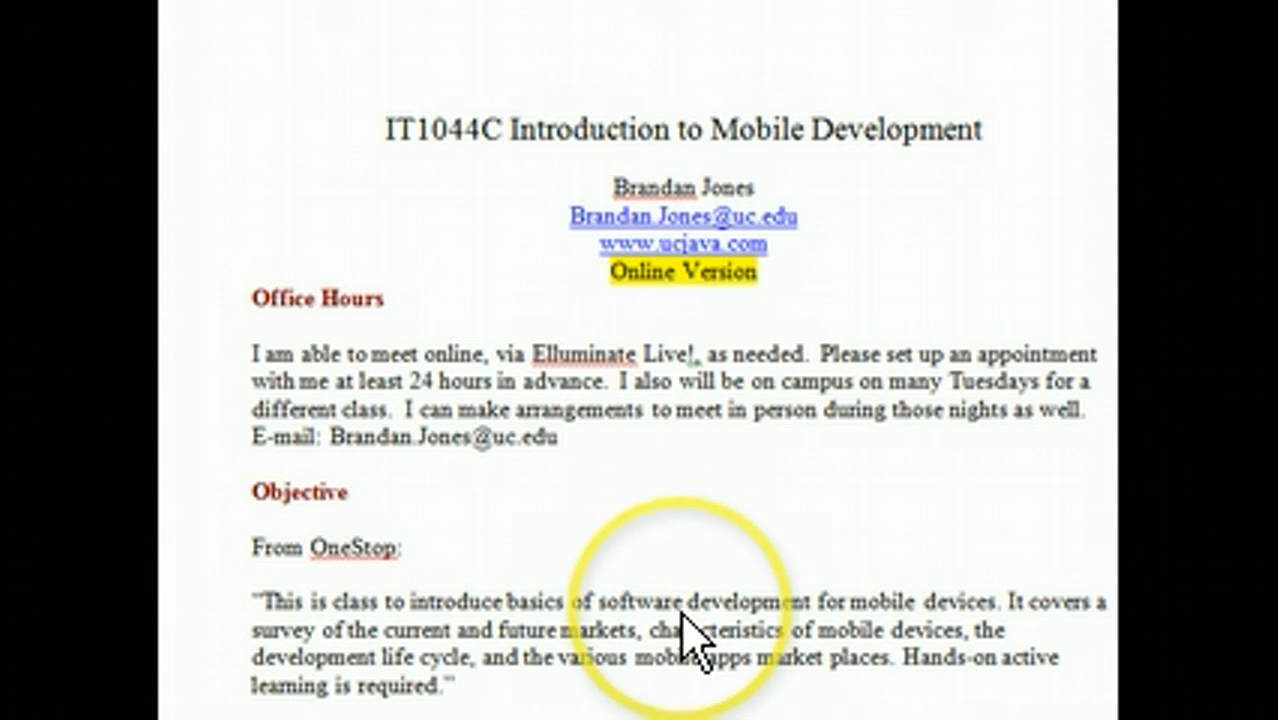 IT1044C Introduction to Mobile Development
Brandan Jones
Brandan.Jones@uc.edu
www.ucjava.com
Online Version
Office Hours
I am able to meet online, via Elluminate Live!, as needed. Please set up an appointment
with me at least 24 hours in advance. I also will be on campus on many Tuesdays for a
different class. I can make arrangements to meet in person during those nights as well.
E-mail: Brandan.Jones@uc.edu
Objective
From OneStop:
"This is class to introduce basics of software development for mobile devices. It covers a
survey of the current and future markets, characteristics of mobile devices, the
development life cycle, and the various mobile apps market places. Hands-on active
learning is required."